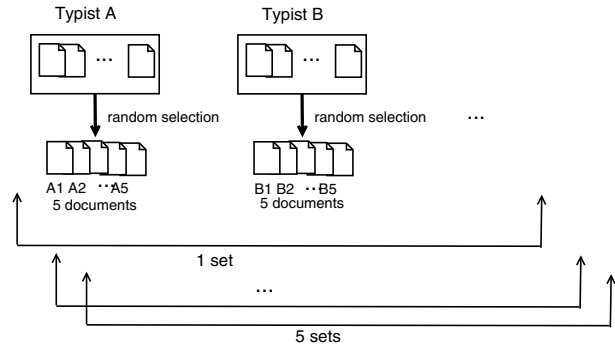 Typist A
Typist B
...
...
random selection
random selection
...
A1 A2 ...A5
B1 B2 ...B5
5 documents
5 documents
1 set
...
5 sets